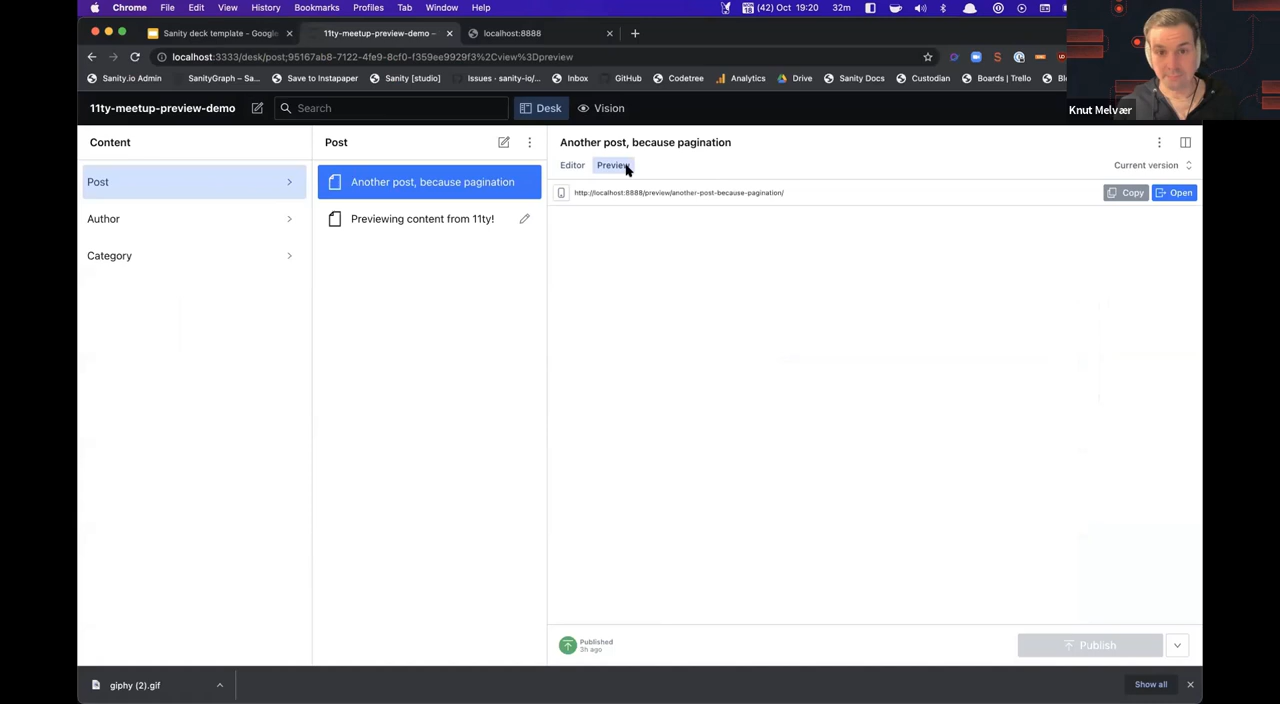 Chrome File Edit View History Bookmarks Profiles Tab Window Help
18 (42) Oct 19:20 32m
Sanity deck template - Google
11ty-meetup-preview-demo –
localhost:8888
localhost:3333/desk/post;95167ab8-7122-4fe9-8cf0-f359ee9929f3%2Cview%3Dpreview
Sanity.io Admin SanityGraph – Sa... Save to Instapaper Sanity [studio] Issues · sanity-io/... Inbox GitHub Codetree Analytics Drive Sanity Docs Custodian Boards | Trello
Knut Melvær
11ty-meetup-preview-demo
Search
Desk
Vision
Content
Post
Author
Category
Post
Another post, because pagination
Previewing content from 11ty!
Another post, because pagination
Editor Preview
Current version
http://localhost:8888/preview/another-post-because-pagination/
Copy
Open
Published
3h ago
Publish
giphy (2).gif
Show all